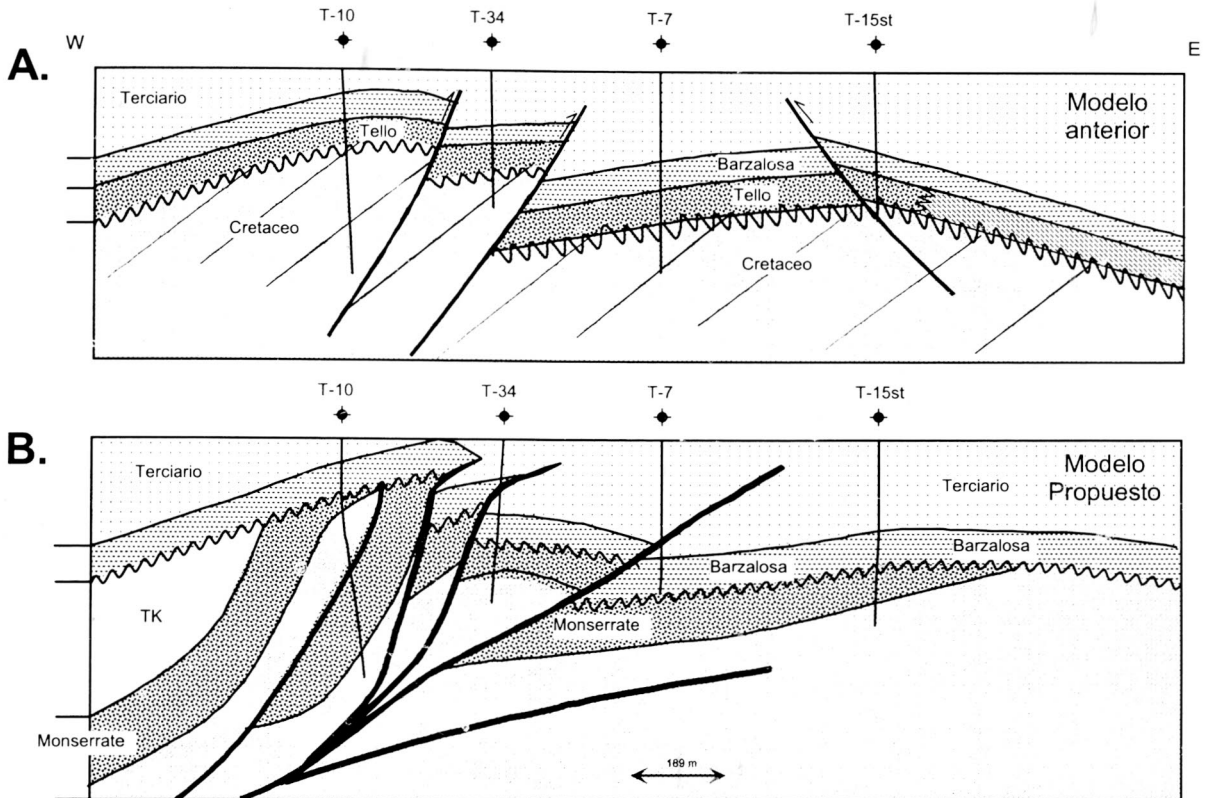 T-10 T-34 T-7 T-15st
W E
A.
Terciario
Modelo
anterior
Tello
Barzalosa
Tello
Cretaceo
Cretaceo
T-10 T-34 T-7 T-15st
B.
Terciario
Modelo
Propuesto
Terciario
Barzalosa
Barzalosa
TK
Monserrate
Monserrate
189 m